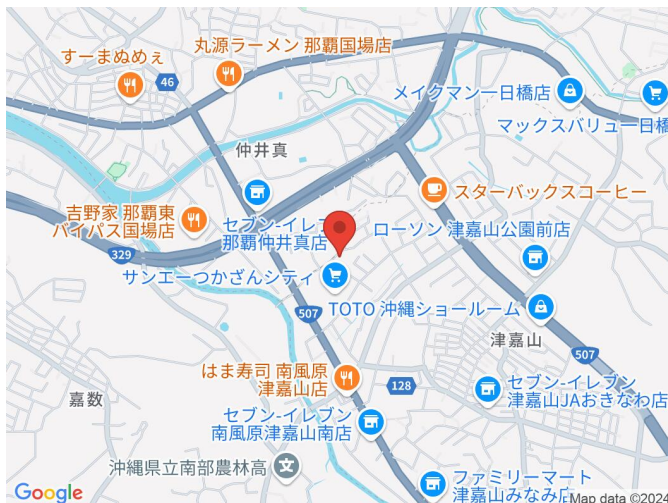 すーまぬめぇ
丸源ラーメン 那覇国場店
46
メイクマン一日橋店
マックスバリュ一日橋
仲井真
スターバックスコーヒー
吉野家 那覇東
バイパス国場店
セブン-イレブン
那覇仲井真店
ローソン 津嘉山公園前店
329
サンエーつかざんシティ
507
TOTO 沖縄ショールーム
津嘉山
507
はま寿司 南風原
津嘉山店
128
嘉数
セブン-イレブン
津嘉山JAおきなわ店
セブン-イレブン
南風原津嘉山南店
沖縄県立南部農林高
ファミリーマート
津嘉山みなみ店
Google
Map data ©2024